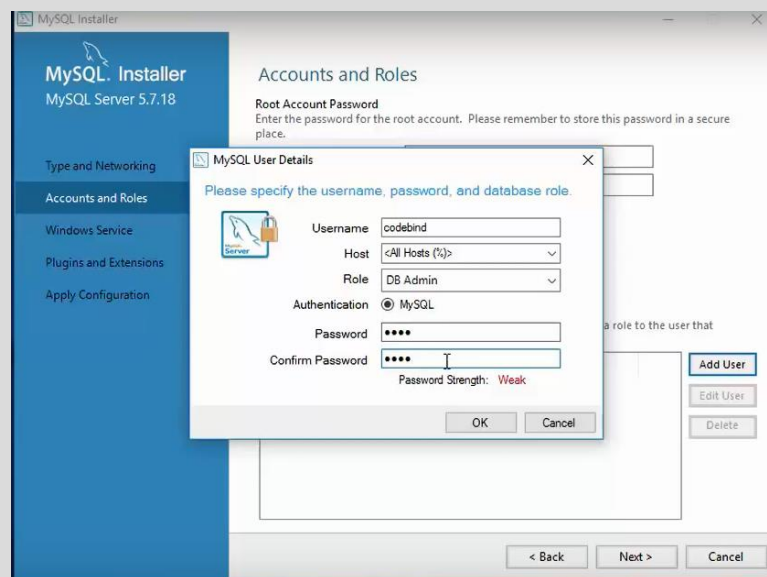 MySQL Installer
MySQL. Installer
MySQL Server 5.7.18
Type and Networking
Accounts and Roles
Windows Service
Plugins and Extensions
Apply Configuration
Accounts and Roles
Root Account Password
Enter the password for the root account. Please remember to store this password in a secure
place.
MySQL User Details
Please specify the username, password, and database role.
Server
Username codebind
Host <All Hosts (%)>
Role DB Admin
Authentication MySQL
Password ●●●●
Confirm Password ●●●●
Password Strength: Weak
OK Cancel
a role to the user that
Add User
Edit User
Delete
< Back Next > Cancel